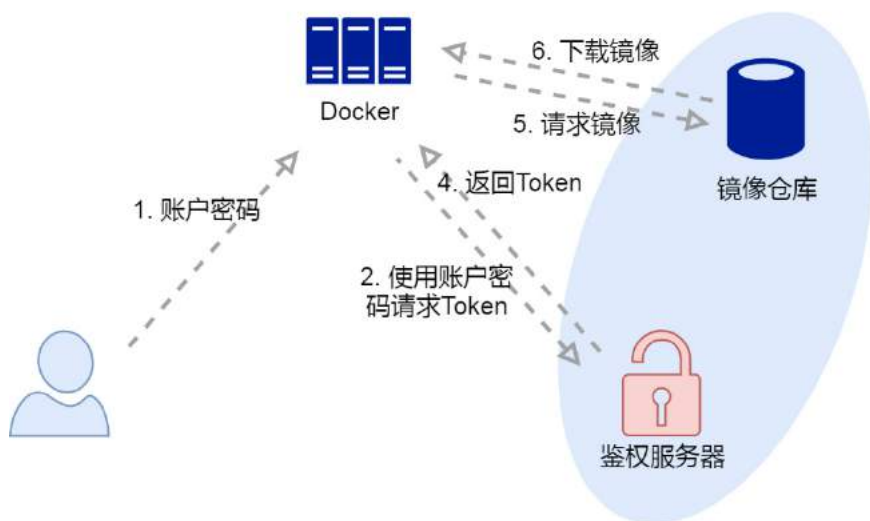 6. 下载镜像
Docker
5. 请求镜像
镜像仓库
4. 返回Token
1. 账户密码
2. 使用账户密
码请求Token
鉴权服务器